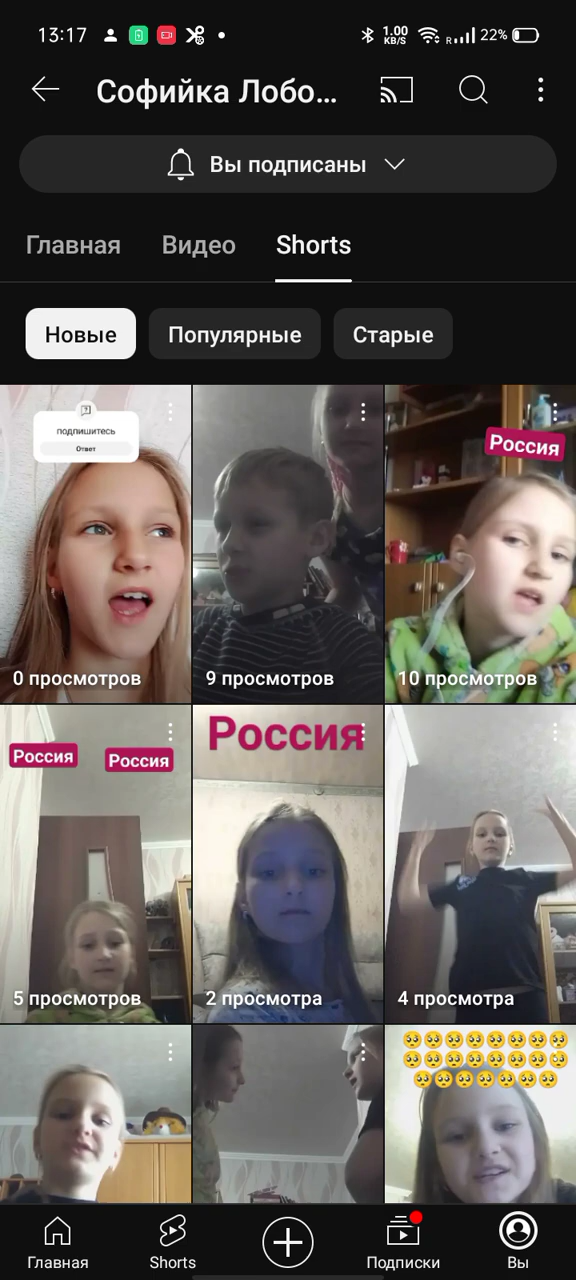 13:17
1.00
KB/S
R
22%
Софийка Лобо...
Вы подписаны
Главная
Видео
Shorts
Новые
Популярные
Старые
подпишитесь
Ответ
0 просмотров
9 просмотров
Россия
10 просмотров
Россия
Россия
5 просмотров
Россия
2 просмотра
4 просмотра
Главная
Shorts
Подписки
Вы